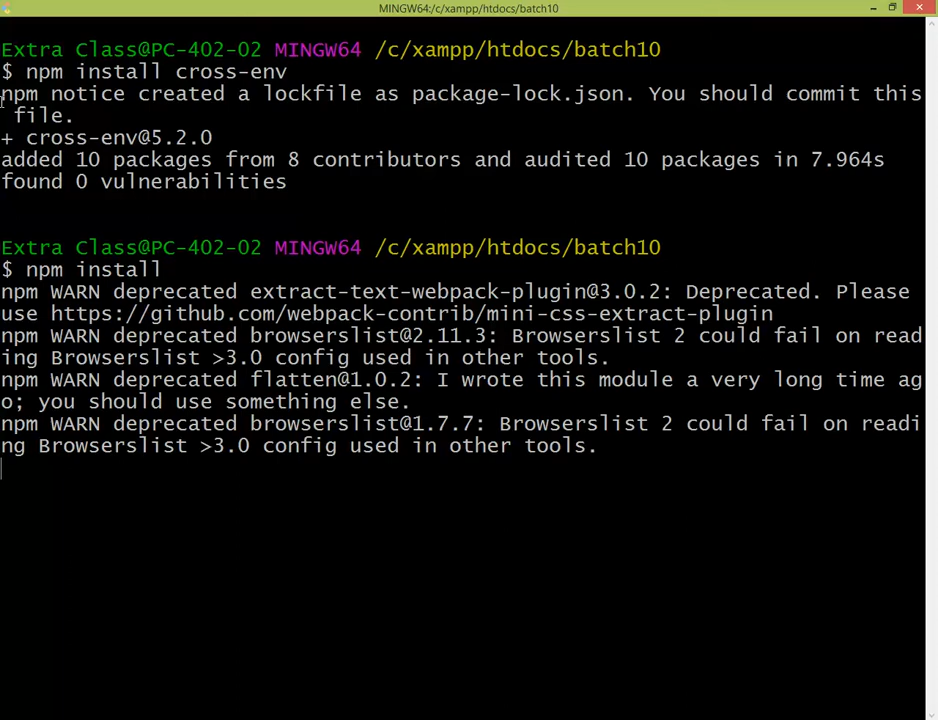 MINGW64:/c/xampp/htdocs/batch10
Extra Class@PC-402-02 MINGW64 /c/xampp/htdocs/batch10
$ npm install cross-env
npm notice created a lockfile as package-lock.json. You should commit this
 file.
+ cross-env@5.2.0
added 10 packages from 8 contributors and audited 10 packages in 7.964s
found 0 vulnerabilities
Extra Class@PC-402-02 MINGW64 /c/xampp/htdocs/batch10
$ npm install
npm WARN deprecated extract-text-webpack-plugin@3.0.2: Deprecated. Please
use https://github.com/webpack-contrib/mini-css-extract-plugin
npm WARN deprecated browserslist@2.11.3: Browserslist 2 could fail on read
ing Browserslist >3.0 config used in other tools.
npm WARN deprecated flatten@1.0.2: I wrote this module a very long time ag
o; you should use something else.
npm WARN deprecated browserslist@1.7.7: Browserslist 2 could fail on readi
ng Browserslist >3.0 config used in other tools.